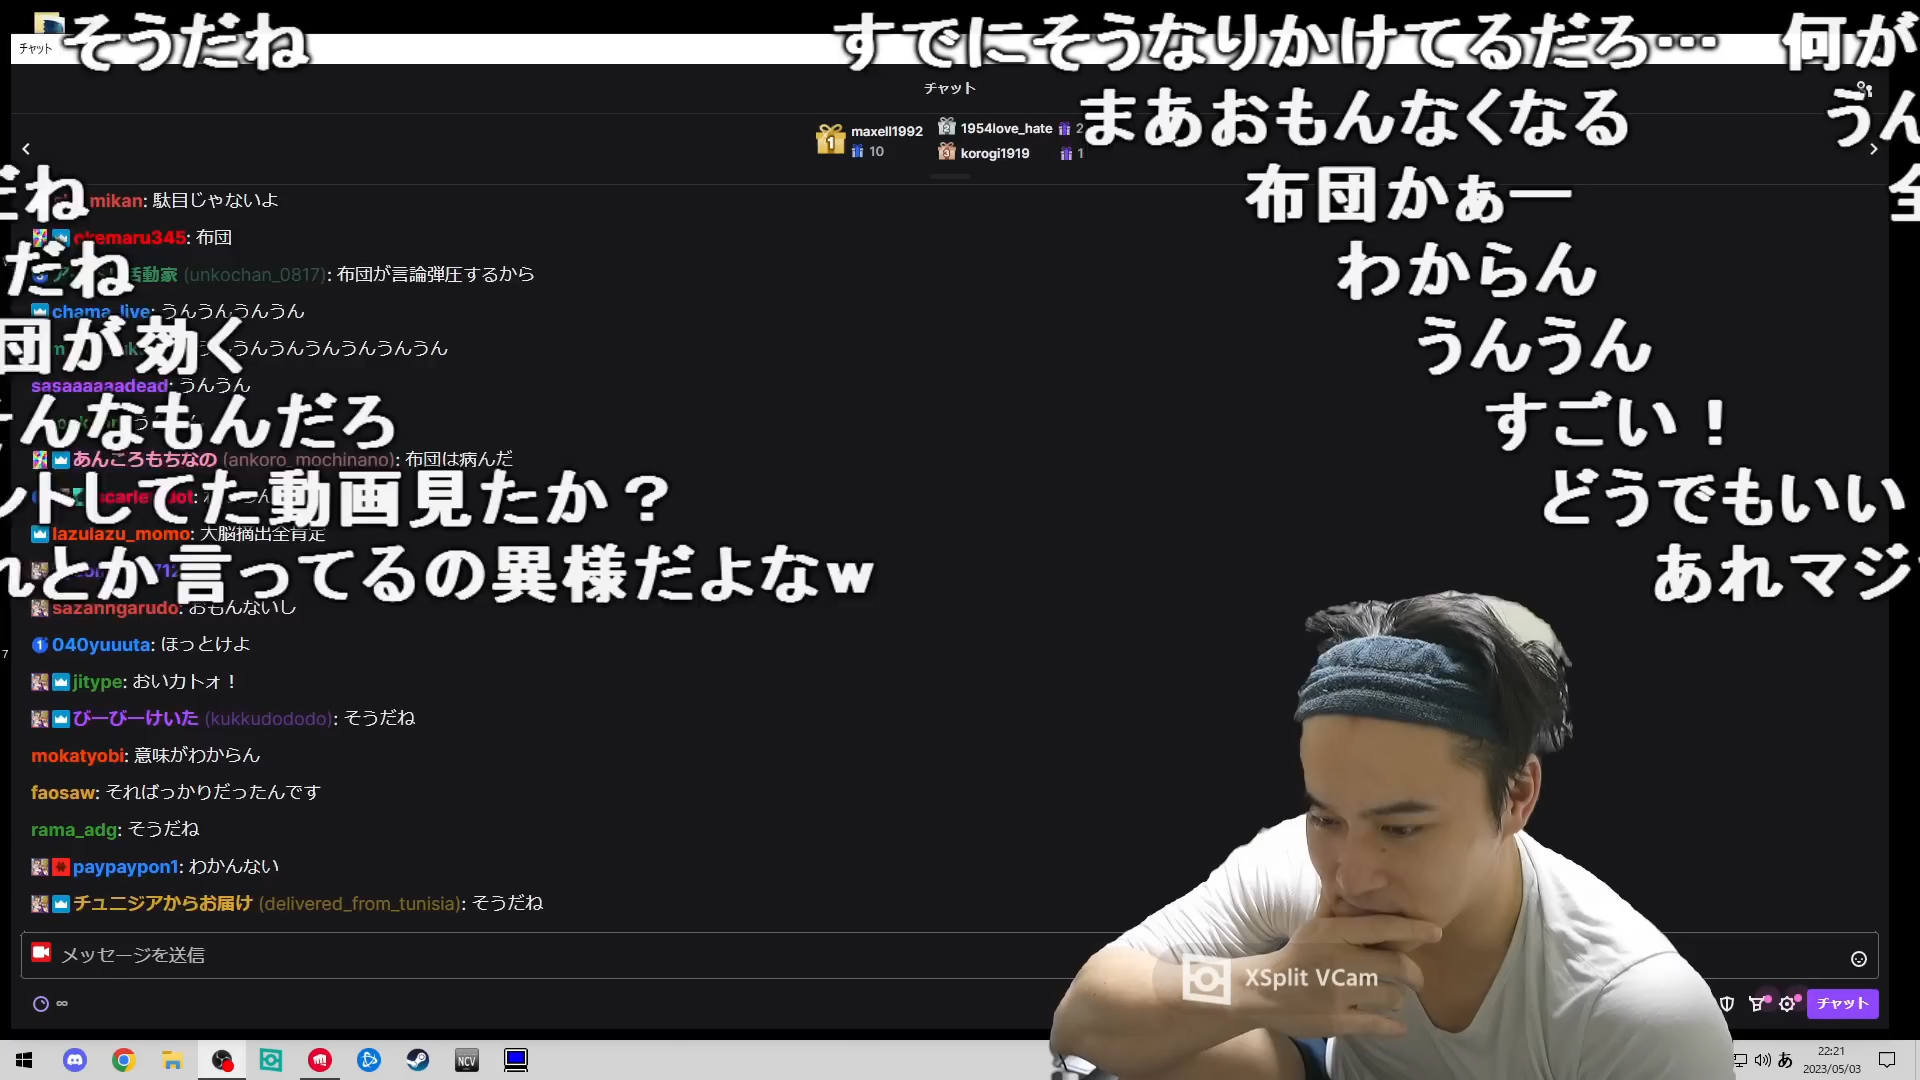 そうだね
すでにそうなりかけてるだろ…
何が
チャット
チャット
まあおもんなくなる
うん
maxell1992
10
1954love_hate 2
korogi1919 1
布団かぁー
だね
mikan: 駄目じゃないよ
okemaru345: 布団
わからん
だね
活動家 (unkochan_0817): 布団が言論弾圧するから
chama_live: うんうんうんうん
うんうん
団が効く
うんうんうんうんうんうん
sasaaaaaadead: うんうん
すごい！
そんなもんだろ
あんころもちなの (ankoro_mochinano): 布団は病んだ
ントしてた動画見たか？
どうでもいい
lazulazu_momo: 大脳摘出全肯定
れとか言ってるの異様だよなw
あれマジ
sazanngarudo: おもんないし
040yuuuta: ほっとけよ
jitype: おい力トォ！
びーびーけいた (kukkudododo): そうだね
mokatyobi: 意味がわからん
faosaw: そればっかりだったんです
rama_adg: そうだね
paypaypon1: わかんない
チュニジアからお届け (delivered_from_tunisia): そうだね
メッセージを送信
XSplit VCam
∞
チャット
NCV
あ
22:21
2023/05/03